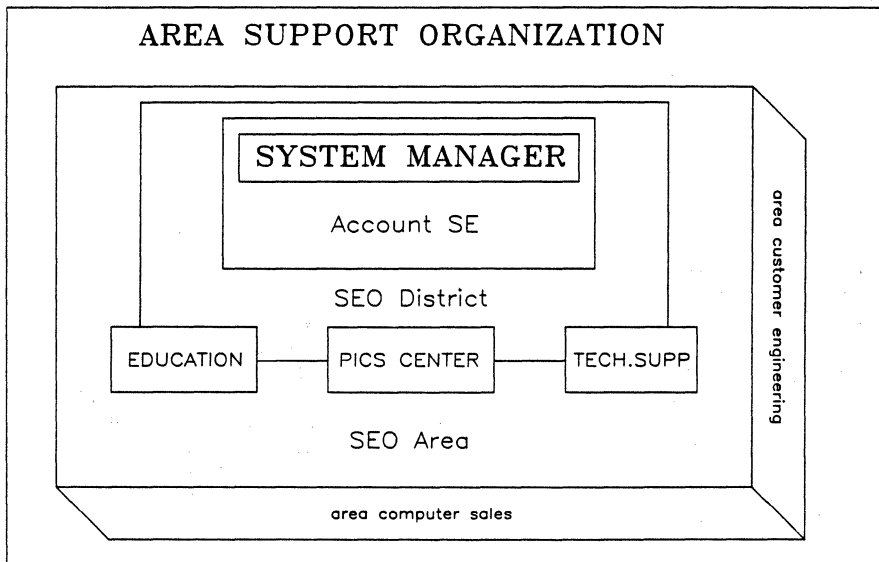 AREA SUPPORT ORGANIZATION
SYSTEM MANAGER
Account SE
SEO District
EDUCATION
PICS CENTER
TECH.SUPP
SEO Area
area computer sales
area customer engineering